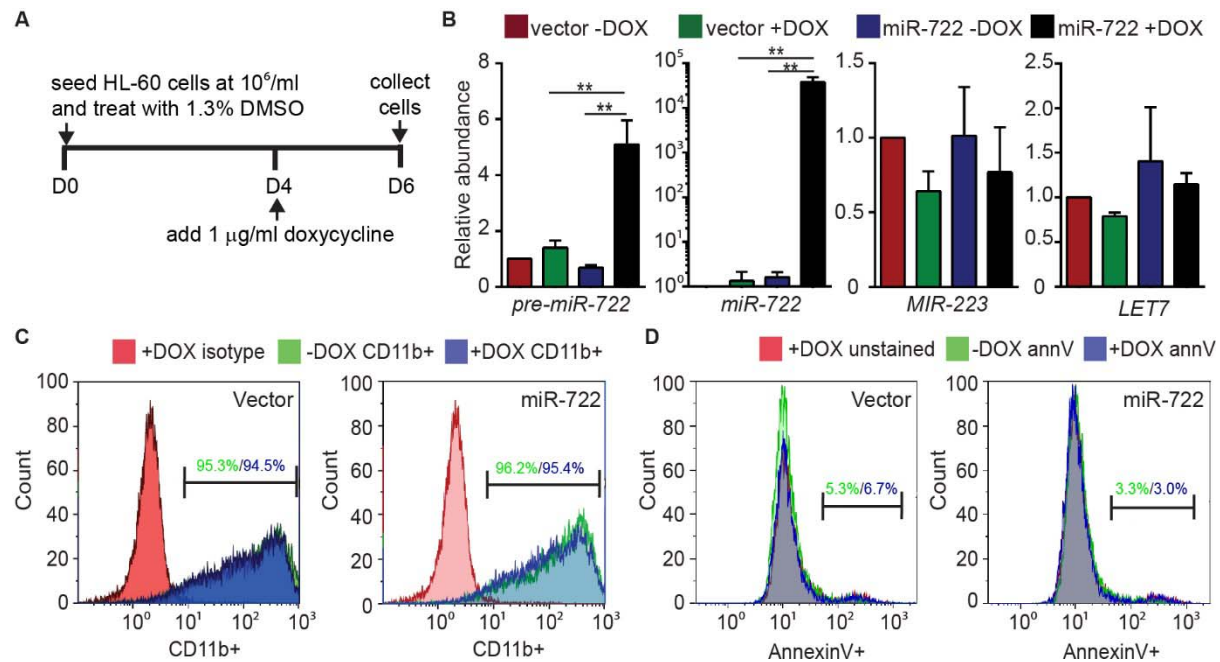 A
seed HL-60 cells at 10⁶/ml
and treat with 1.3% DMSO
collect
cells
D0
D4
D6
add 1 μg/ml doxycycline
B
vector -DOX
vector +DOX
miR-722 -DOX
miR-722 +DOX
Relative abundance
8
6
4
2
0
**
**
pre-miR-722
10⁵
10⁴
10³
10²
10¹
10⁰
**
**
miR-722
1.5
1.0
0.5
0
MIR-223
2.5
2.0
1.5
1.0
0.5
0
LET7
C
+DOX isotype
-DOX CD11b+
+DOX CD11b+
Count
100
80
60
40
20
0
Vector
95.3%/94.5%
10⁰ 10¹ 10² 10³
CD11b+
Count
100
80
60
40
20
0
miR-722
96.2%/95.4%
10⁰ 10¹ 10² 10³
CD11b+
D
+DOX unstained
-DOX annV
+DOX annV
Count
100
80
60
40
20
0
Vector
5.3%/6.7%
10⁰ 10¹ 10² 10³
AnnexinV+
Count
100
80
60
40
20
0
miR-722
3.3%/3.0%
10⁰ 10¹ 10² 10³
AnnexinV+